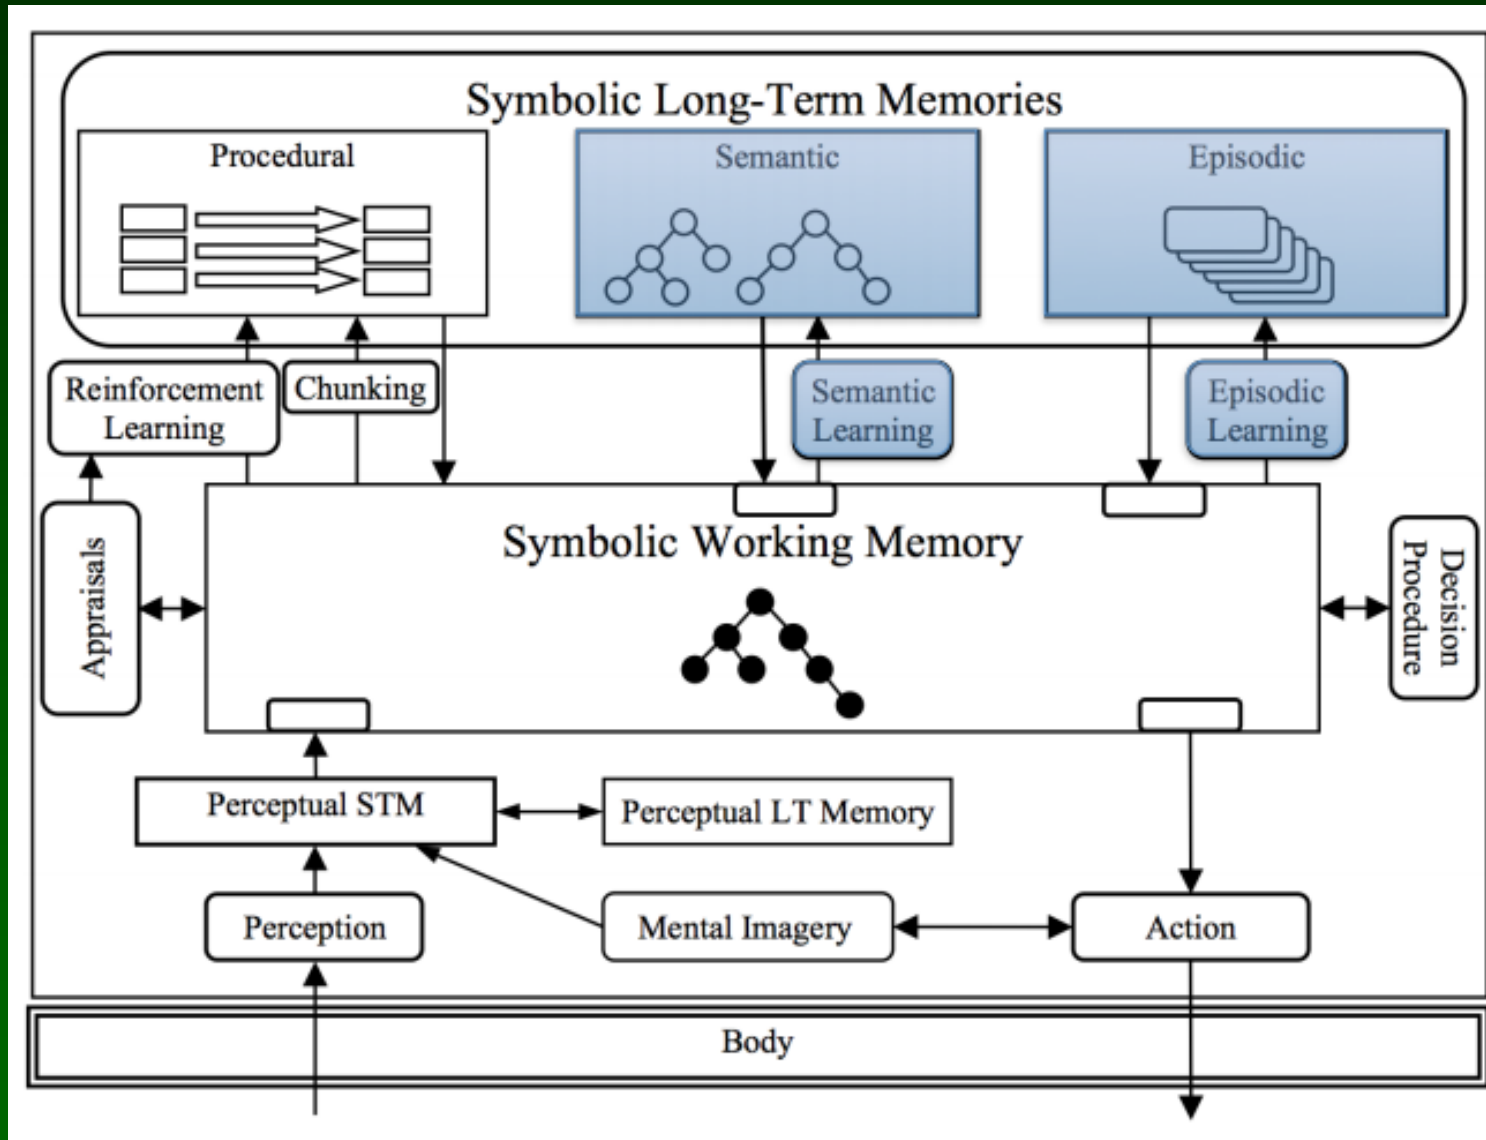 Symbolic Long-Term Memories
Procedural
Semantic
Episodic
Reinforcement
Learning
Chunking
Semantic
Learning
Episodic
Learning
Appraisals
Symbolic Working Memory
Decision
Procedure
Perceptual STM
Perceptual LT Memory
Perception
Mental Imagery
Action
Body